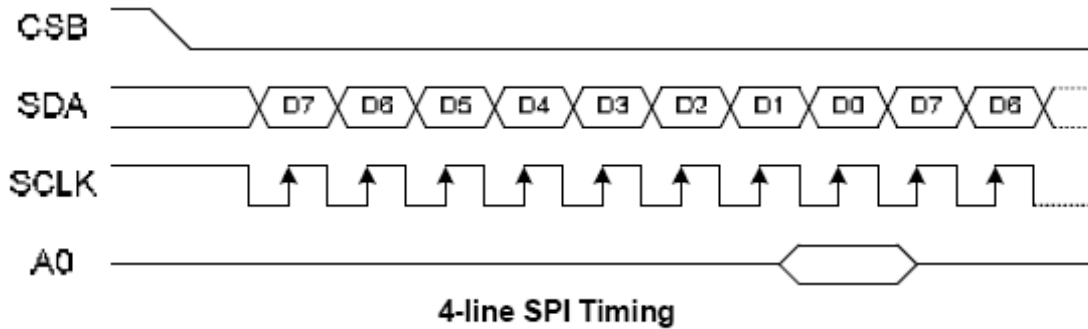 CSB
SDA D7 D6 D5 D4 D3 D2 D1 D0 D7 D6
SCLK
A0
4-line SPI Timing